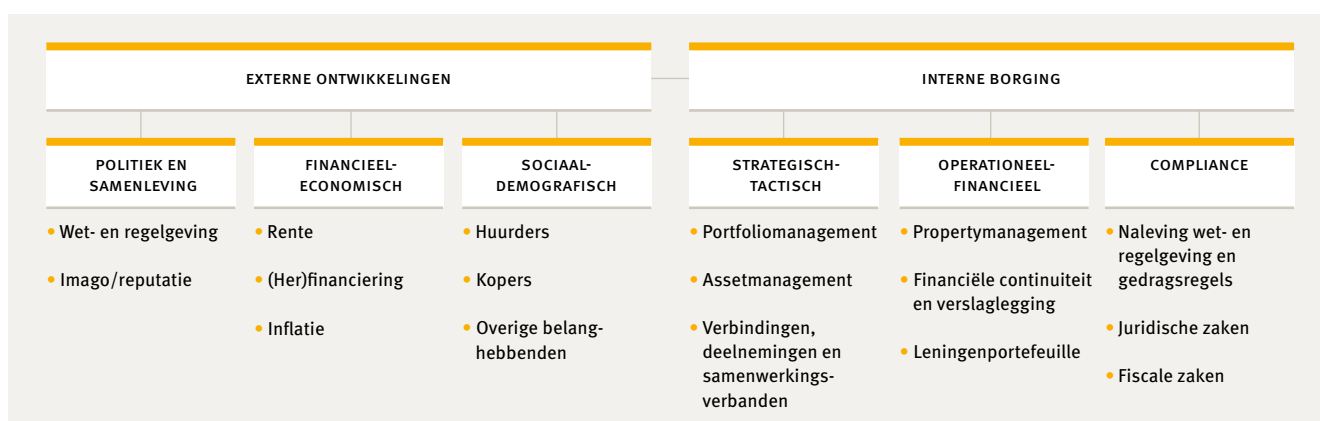 EXTERNE ONTWIKKELINGEN
INTERNE BORGING
POLITIEK EN
SAMENLEVING
• Wet- en regelgeving
• Imago/reputatie
FINANCIEEL-
ECONOMISCH
• Rente
• (Her)financiering
• Inflatie
SOCIAAL-
DEMOGRAFISCH
• Huurders
• Kopers
• Overige belang-
hebbenden
STRATEGISCH-
TACTISCH
• Portfoliomanagement
• Assetmanagement
• Verbindingen,
deelnemingen en
samenwerkings-
verbanden
OPERATIONEEL-
FINANCIEEL
• Propertymanagement
• Financiële continuiteit
en verslaglegging
• Leningenportefeuille
COMPLIANCE
• Naleving wet- en
regelgeving en
gedragsregels
• Juridische zaken
• Fiscale zaken